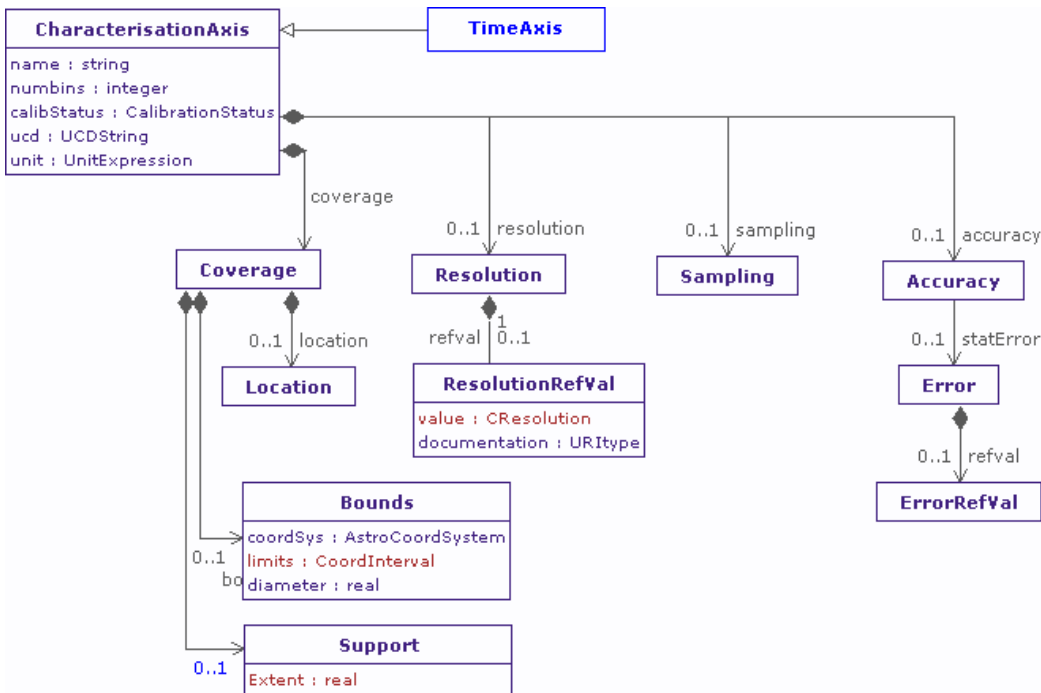 CharacterisationAxis
TimeAxis
name : string
numbins : integer
calibStatus : CalibrationStatus
ucd : UCDString
unit : UnitExpression
coverage
0..1 resolution
0..1 sampling
0..1 accuracy
Coverage
Resolution
Sampling
Accuracy
1
refval 0..1
0..1 location
0..1 statError
Location
ResolutionRefVal
value : CResolution
documentation : URItype
Error
0..1 refval
ErrorRefVal
Bounds
coordSys : AstroCoordSystem
0..1
limits : CoordInterval
bo
diameter : real
Support
0..1
Extent : real